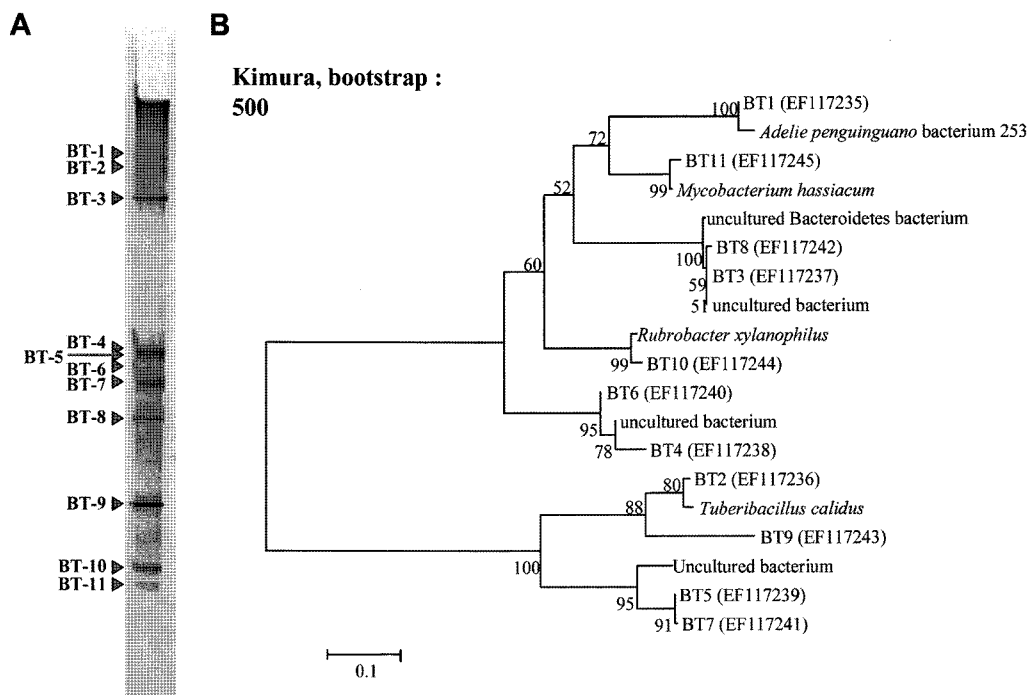 A
B
Kimura, bootstrap :
500
BT-1
BT-2
BT-3
BT-4
BT-5
BT-6
BT-7
BT-8
BT-9
BT-10
BT-11
100
BT1 (EF117235)
Adelie penguinguano bacterium 253
72
BT11 (EF117245)
99
Mycobacterium hassiacum
52
uncultured Bacteroidetes bacterium
BT8 (EF117242)
100
BT3 (EF117237)
59
51
uncultured bacterium
60
Rubrobacter xylanophilus
99
BT10 (EF117244)
BT6 (EF117240)
uncultured bacterium
95
78
BT4 (EF117238)
BT2 (EF117236)
80
Tuberibacillus calidus
88
BT9 (EF117243)
100
Uncultured bacterium
BT5 (EF117239)
95
91
BT7 (EF117241)
0.1